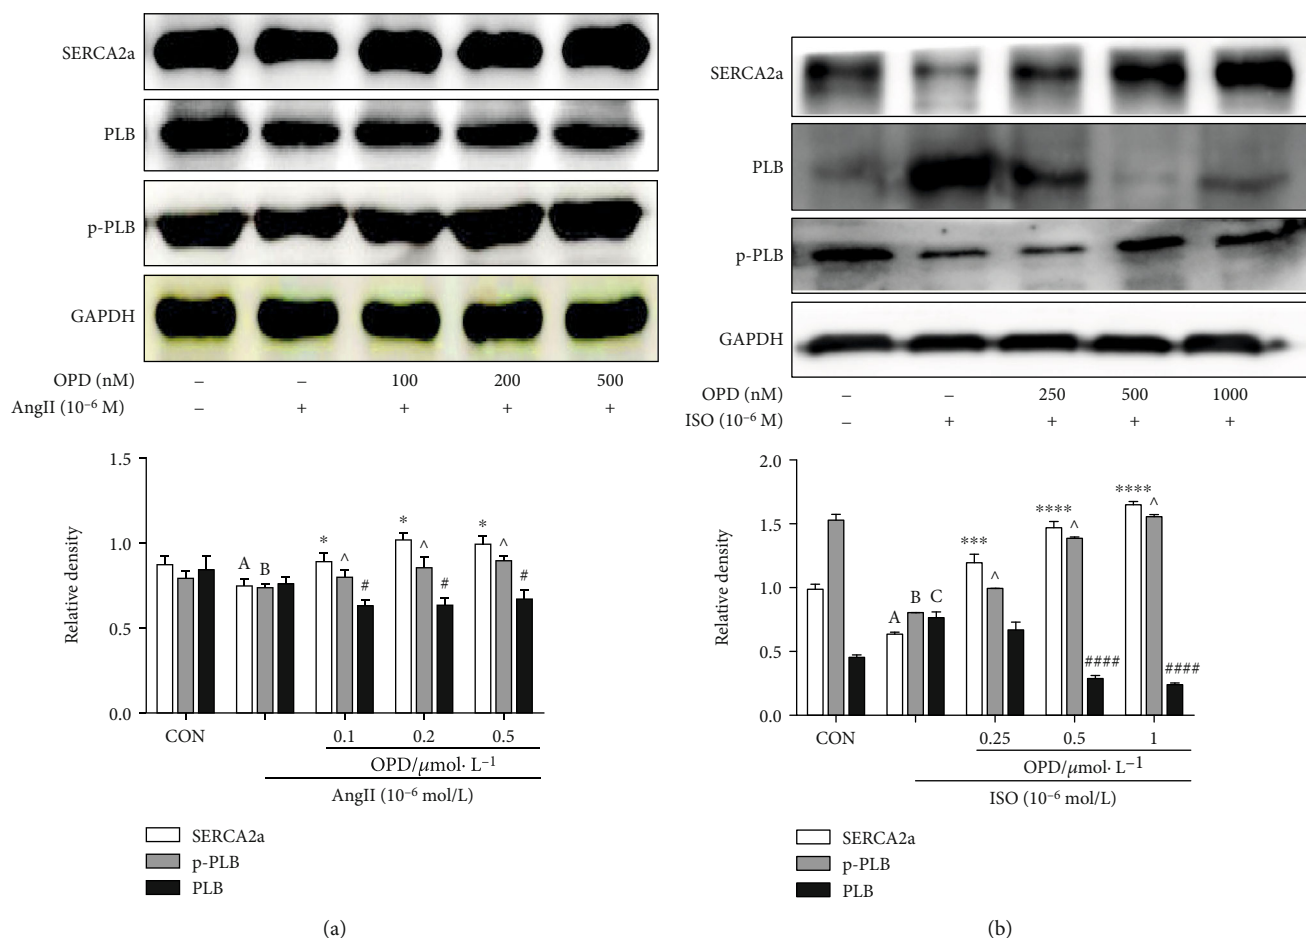 SERCA2a
PLB
p-PLB
GAPDH
OPD (nM) – – 100 200 500
AngII (10⁻⁶ M) – + + + +
1.5
1.0
0.5
0.0
Relative density
A B * ^ # * ^ # * ^ #
CON 0.1 0.2 0.5
OPD/μmol· L⁻¹
AngII (10⁻⁶ mol/L)
SERCA2a
p-PLB
PLB
(a)
SERCA2a
PLB
p-PLB
GAPDH
OPD (nM) – – 250 500 1000
ISO (10⁻⁶ M) – + + + +
2.0
1.5
1.0
0.5
0.0
Relative density
A B C *** ^ **** ^ #### **** ^ ####
CON 0.25 0.5 1
OPD/μmol· L⁻¹
ISO (10⁻⁶ mol/L)
SERCA2a
p-PLB
PLB
(b)